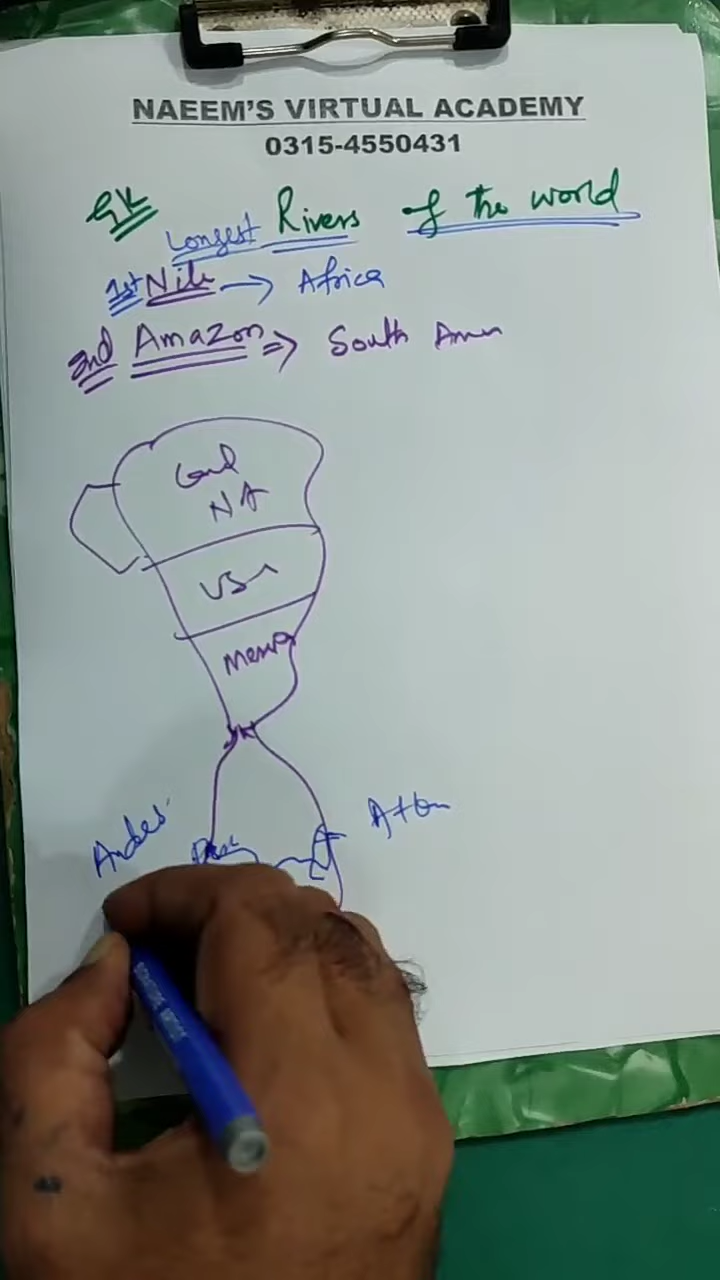 NAEEM'S VIRTUAL ACADEMY
0315-4550431
GK
Longest Rivers of the world
1st Nile → Africa
2nd Amazon ⇒ South Amer
NA
USA
Andes